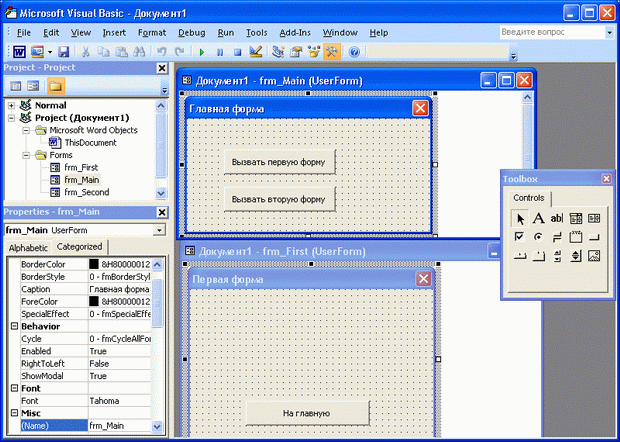 Microsoft Visual Basic - Документ1
File Edit View Insert Format Debug Run Tools Add-Ins Window Help
Введите вопрос
Project - Project
Normal
Project (Документ1)
Microsoft Word Objects
ThisDocument
Forms
frm_First
frm_Main
frm_Second
Properties - frm_Main
frm_Main UserForm
Alphabetic Categorized
BorderColor &H80000012
BorderStyle 0 - fmBorderStyl
Caption Главная форма
ForeColor &H80000012
SpecialEffect 0 - fmSpecialEffe
Behavior
Cycle 0 - fmCycleAllFor
Enabled True
RightToLeft False
ShowModal True
Font
Font Tahoma
Misc
(Name) frm_Main
Документ1 - frm_Main (UserForm)
Главная форма
Вызвать первую форму
Вызвать вторую форму
Документ1 - frm_First (UserForm)
Первая форма
На главную
Toolbox
Controls
A ab|